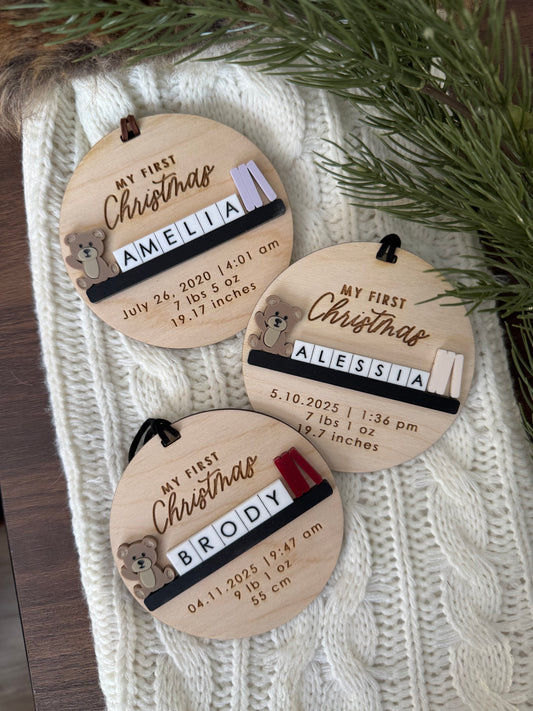 MY FIRST
Christmas
AMELIA
July 26, 2020 | 4:01 am
7 lbs 5 oz
19.17 inches
MY FIRST
Christmas
ALESSIA
5.10.2025 | 1:36 pm
7 lbs 1 oz
19.7 inches
MY FIRST
Christmas
BRODY
04.11.2025 | 9:47 am
9 lb 1 oz
55 cm